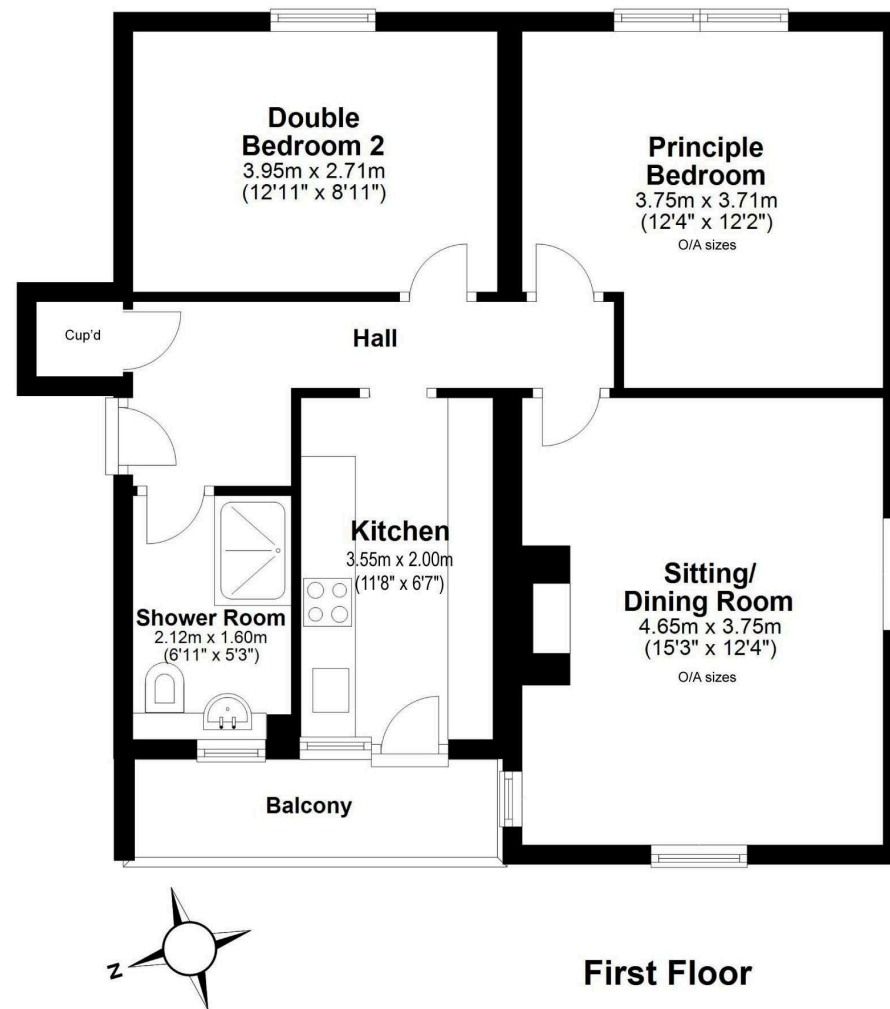 Double
Bedroom 2
3.95m x 2.71m
(12'11" x 8'11")
Principle
Bedroom
3.75m x 3.71m
(12'4" x 12'2")
O/A sizes
Cup'd
Hall
Kitchen
3.55m x 2.00m
(11'8" x 6'7")
Shower Room
2.12m x 1.60m
(6'11" x 5'3")
Sitting/
Dining Room
4.65m x 3.75m
(15'3" x 12'4")
O/A sizes
Balcony
N
First Floor